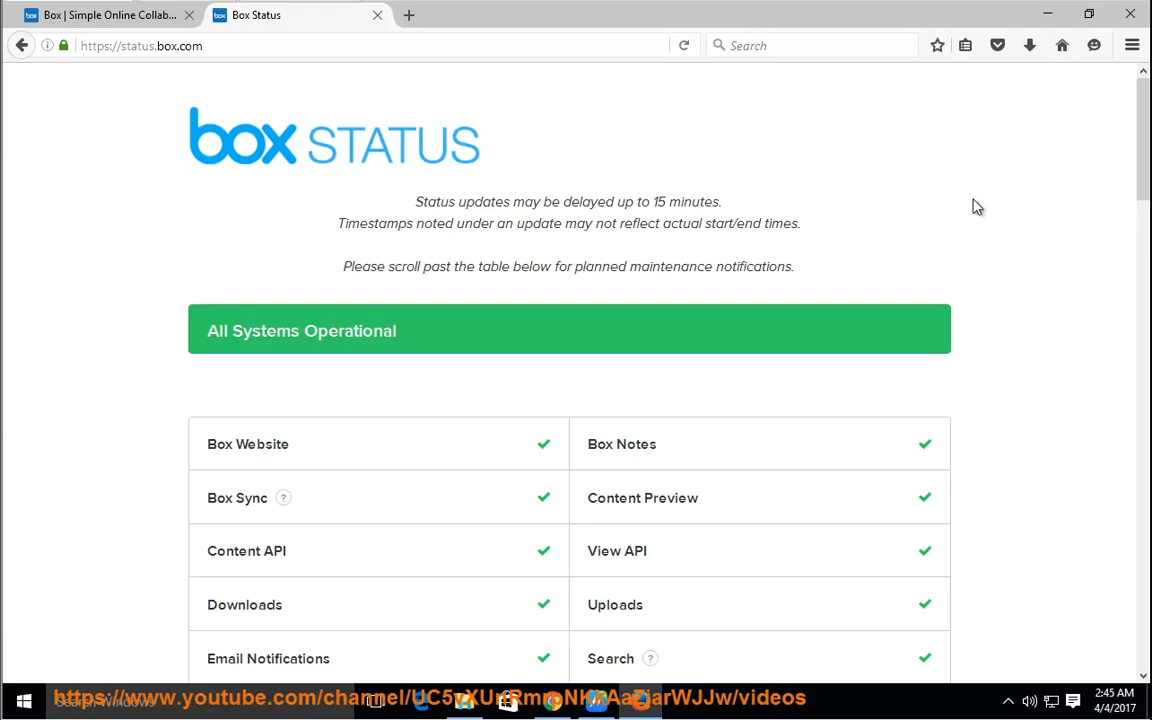 Box | Simple Online Collab...
Box Status
https://status.box.com
Search
box STATUS
Status updates may be delayed up to 15 minutes.
Timestamps noted under an update may not reflect actual start/end times.
Please scroll past the table below for planned maintenance notifications.
All Systems Operational
Box Website
Box Notes
Box Sync ?
Content Preview
Content API
View API
Downloads
Uploads
Email Notifications
Search ?
Search Windows
2:45 AM
4/4/2017